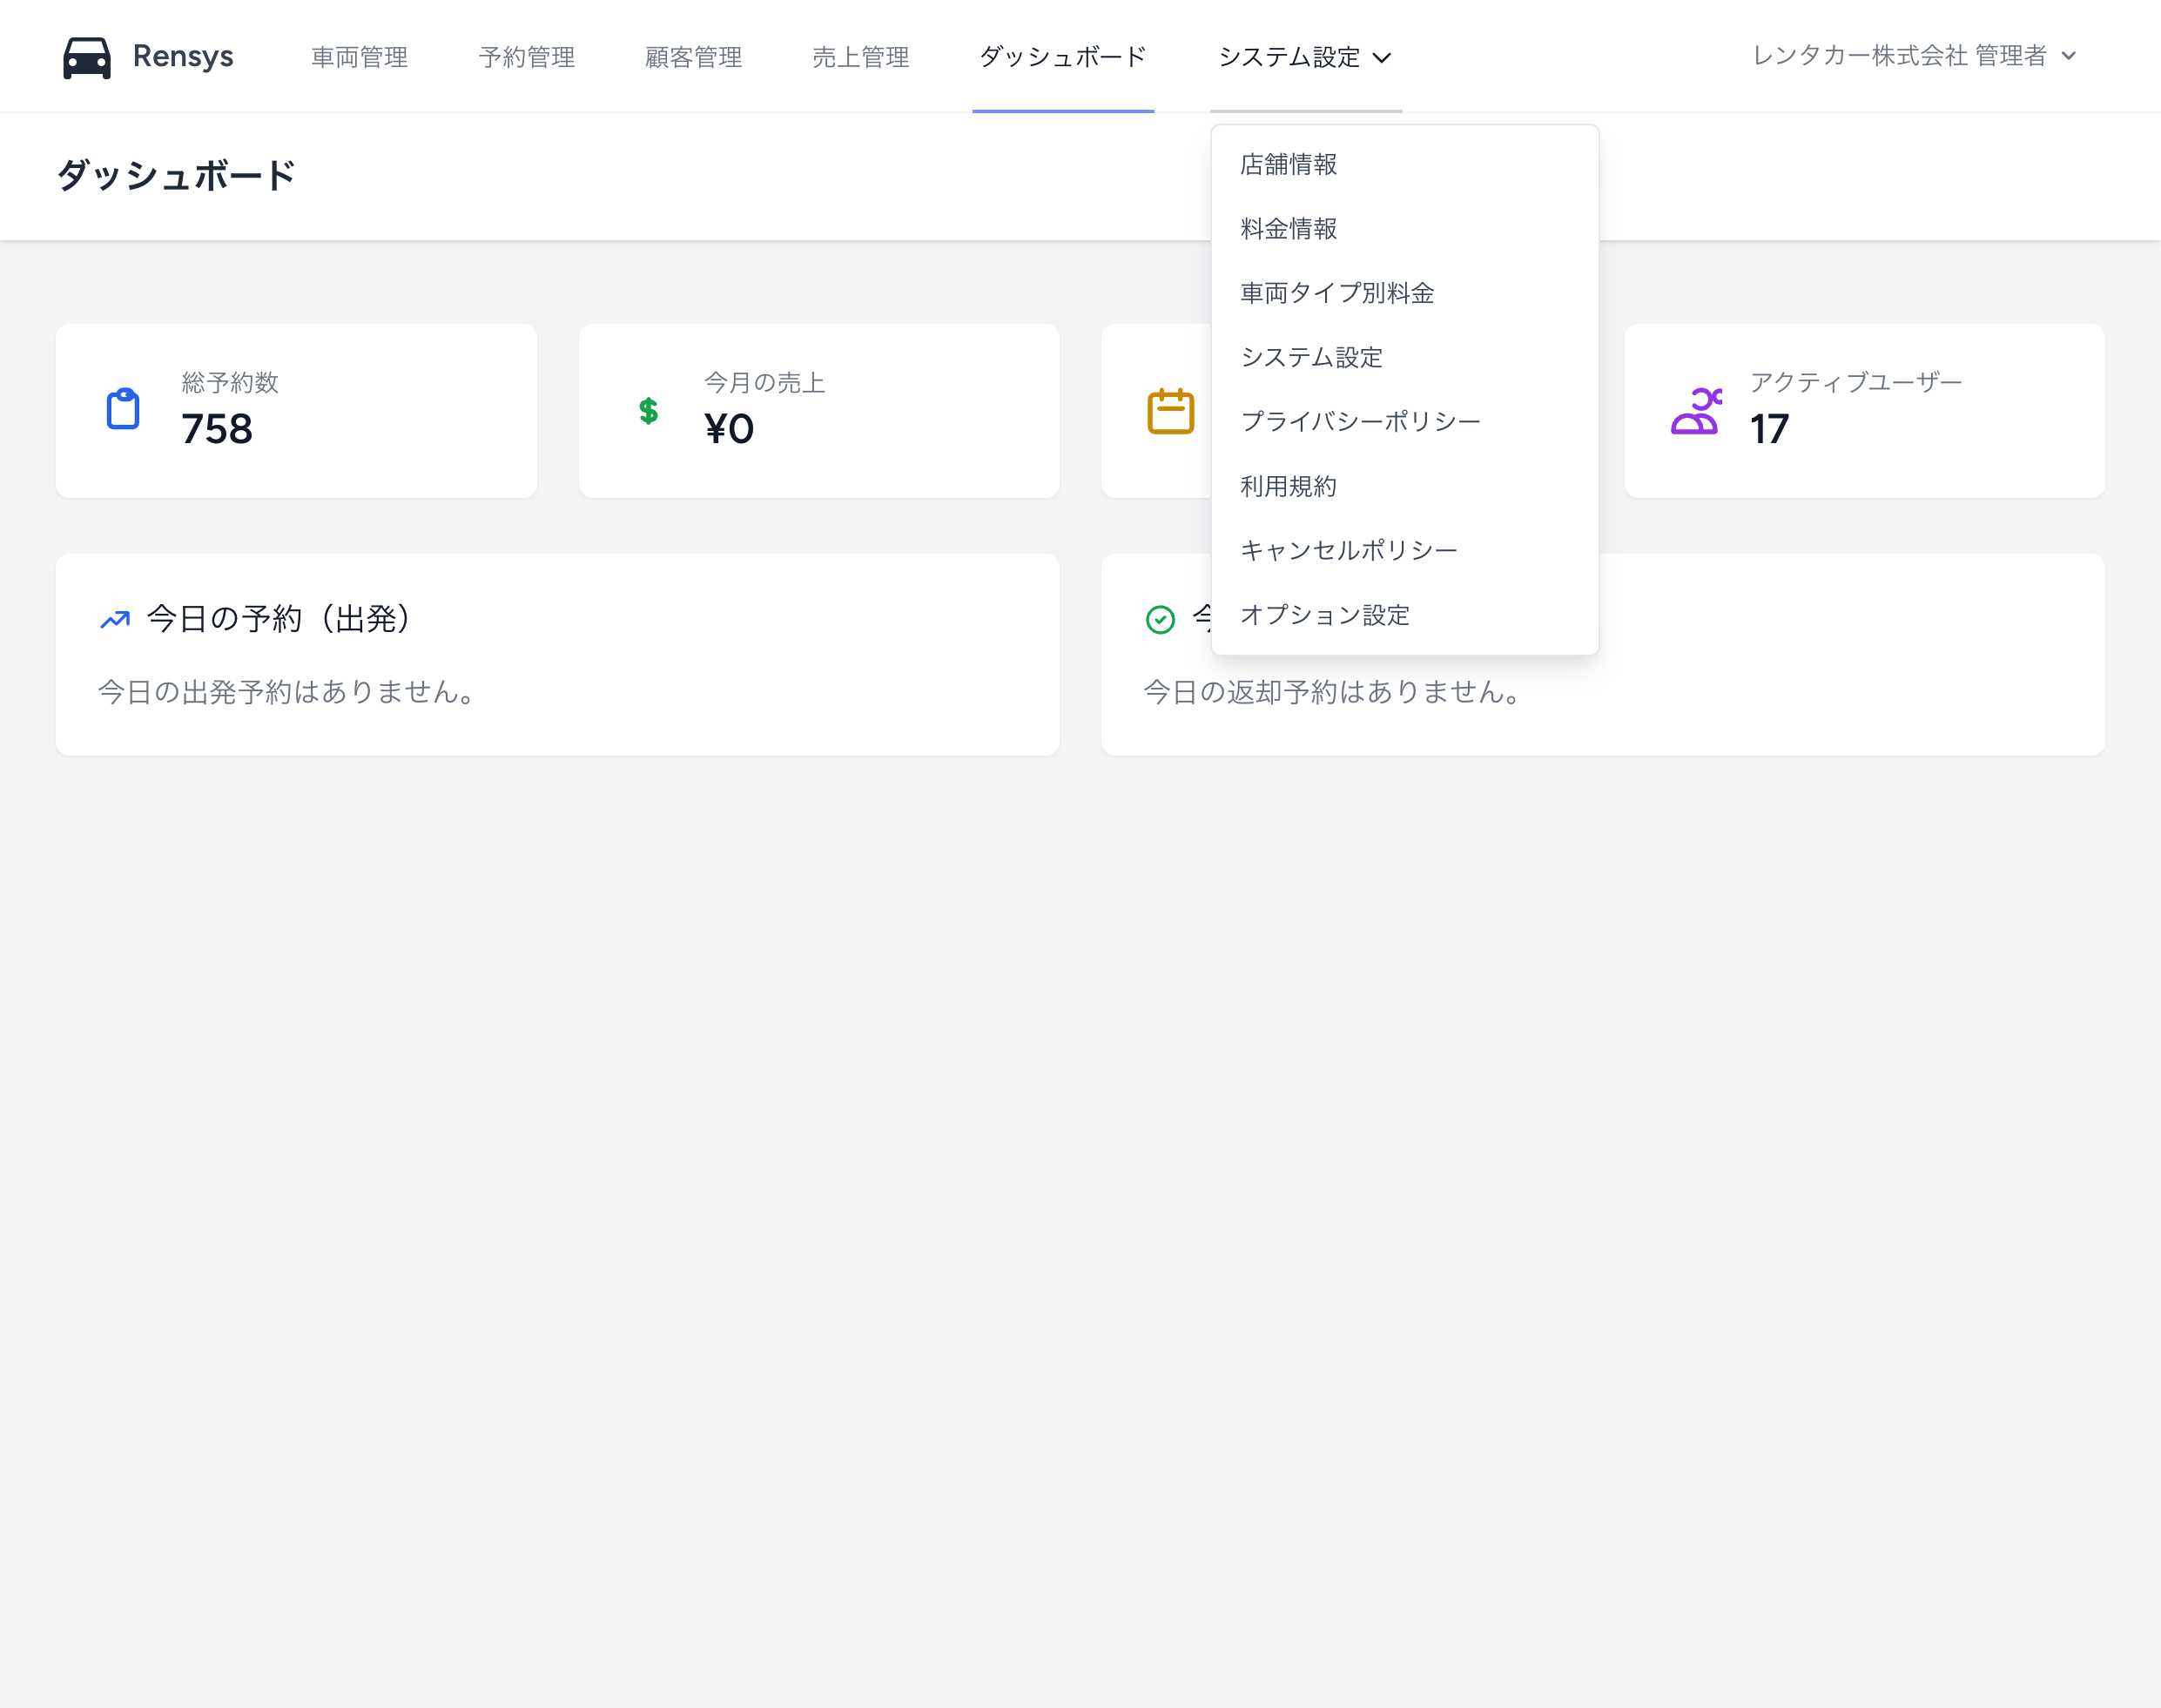 Rensys
車両管理
予約管理
顧客管理
売上管理
ダッシュボード
システム設定
レンタカー株式会社 管理者
ダッシュボード
店舗情報
料金情報
車両タイプ別料金
システム設定
プライバシーポリシー
利用規約
キャンセルポリシー
オプション設定
総予約数
758
今月の売上
¥0
アクティブユーザー
17
今日の予約（出発）
今日の出発予約はありません。
今日の返却予約はありません。